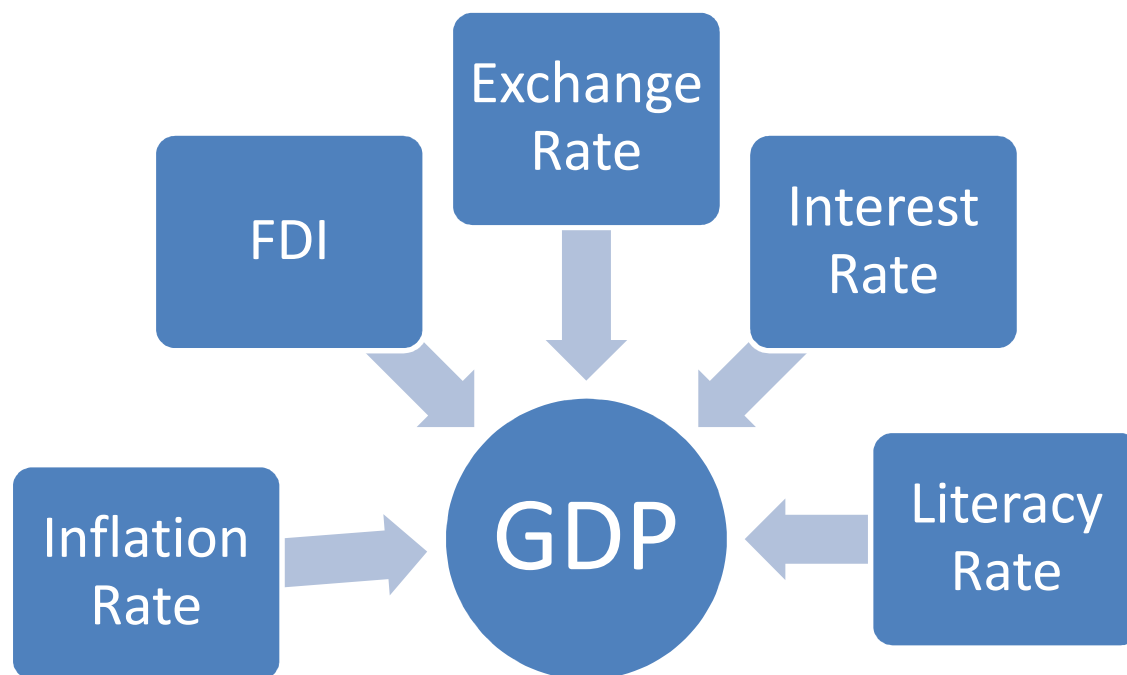 Exchange
Rate
FDI
Interest
Rate
Inflation
Rate
GDP
Literacy
Rate